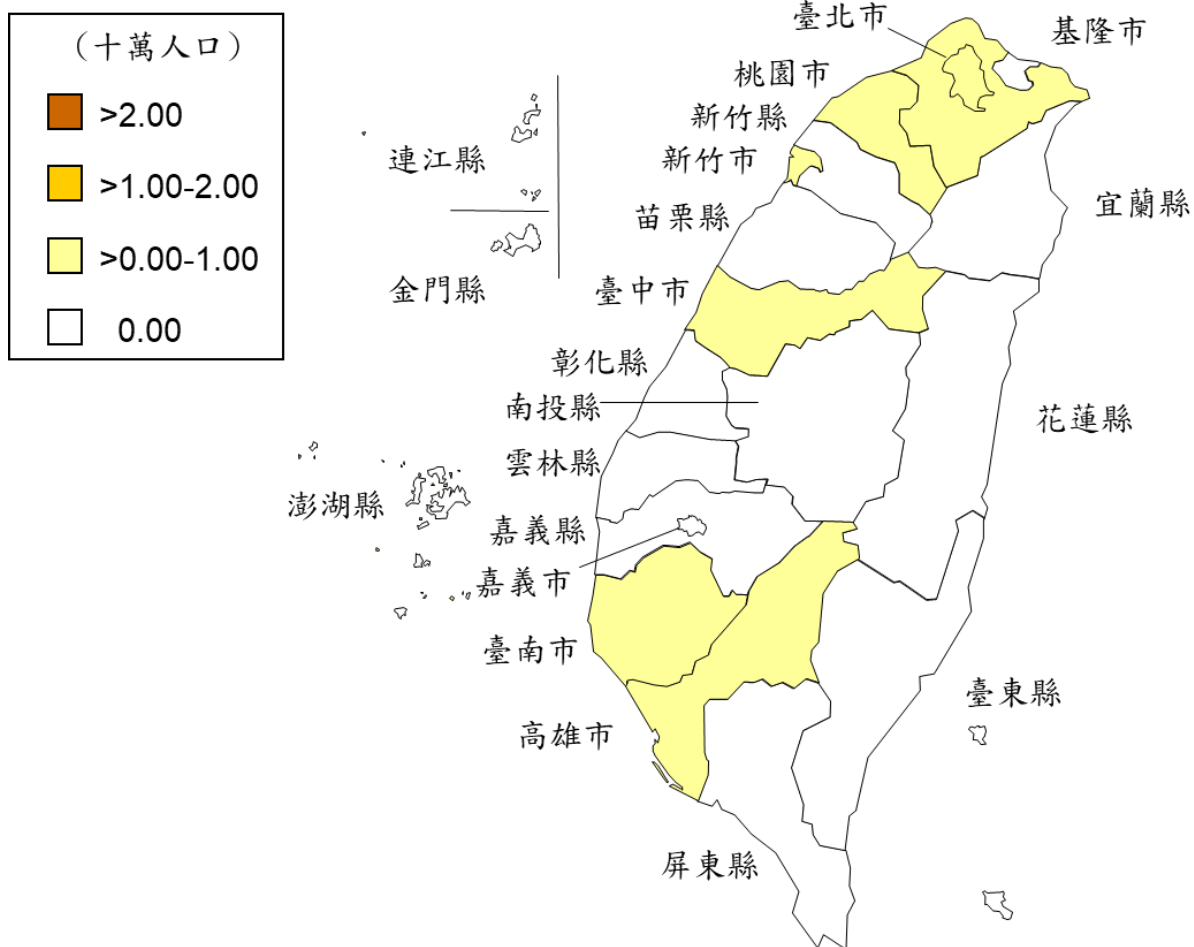 (十萬人口)
>2.00
>1.00-2.00
>0.00-1.00
0.00
臺北市
基隆市
桃園市
新竹縣
新竹市
連江縣
苗栗縣
宜蘭縣
金門縣
臺中市
彰化縣
南投縣
花蓮縣
雲林縣
澎湖縣
嘉義縣
嘉義市
臺南市
臺東縣
高雄市
屏東縣